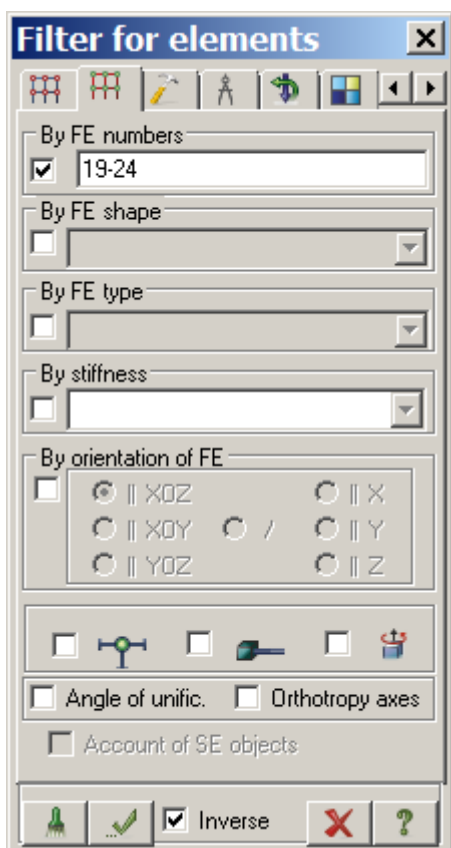 Filter for elements
By FE numbers
19-24
By FE shape
By FE type
By stiffness
By orientation of FE
|| XOZ || X
|| XOY / || Y
|| YOZ || Z
Angle of unific. Orthotropy axes
Account of SE objects
Inverse ?